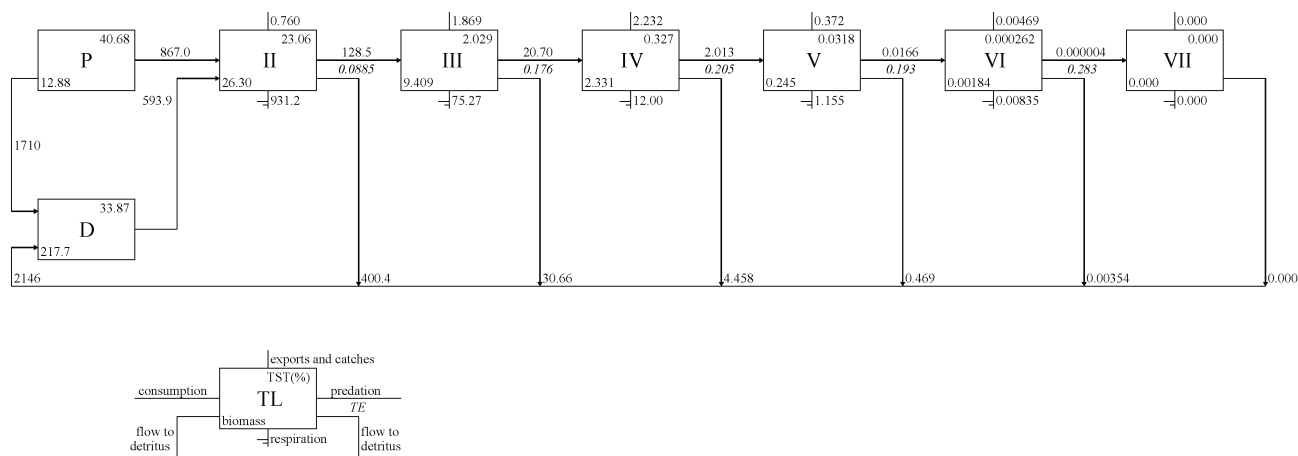 0.760 1.869 2.232 0.372 0.00469 0.000
40.68 23.06 2.029 0.327 0.0318 0.000262 0.000
P 867.0 II 128.5 III 20.70 IV 2.013 V 0.0166 VI 0.000004 VII
0.0885 0.176 0.205 0.193 0.283
12.88 26.30 9.409 2.331 0.245 0.00184 0.000
593.9 931.2 75.27 12.00 1.155 0.00835 0.000
1710
33.87
D
217.7
2146 400.4 30.66 4.458 0.469 0.00354 0.000
exports and catches
TST(%)
consumption TL predation
TE
biomass
flow to detritus
respiration
flow to detritus